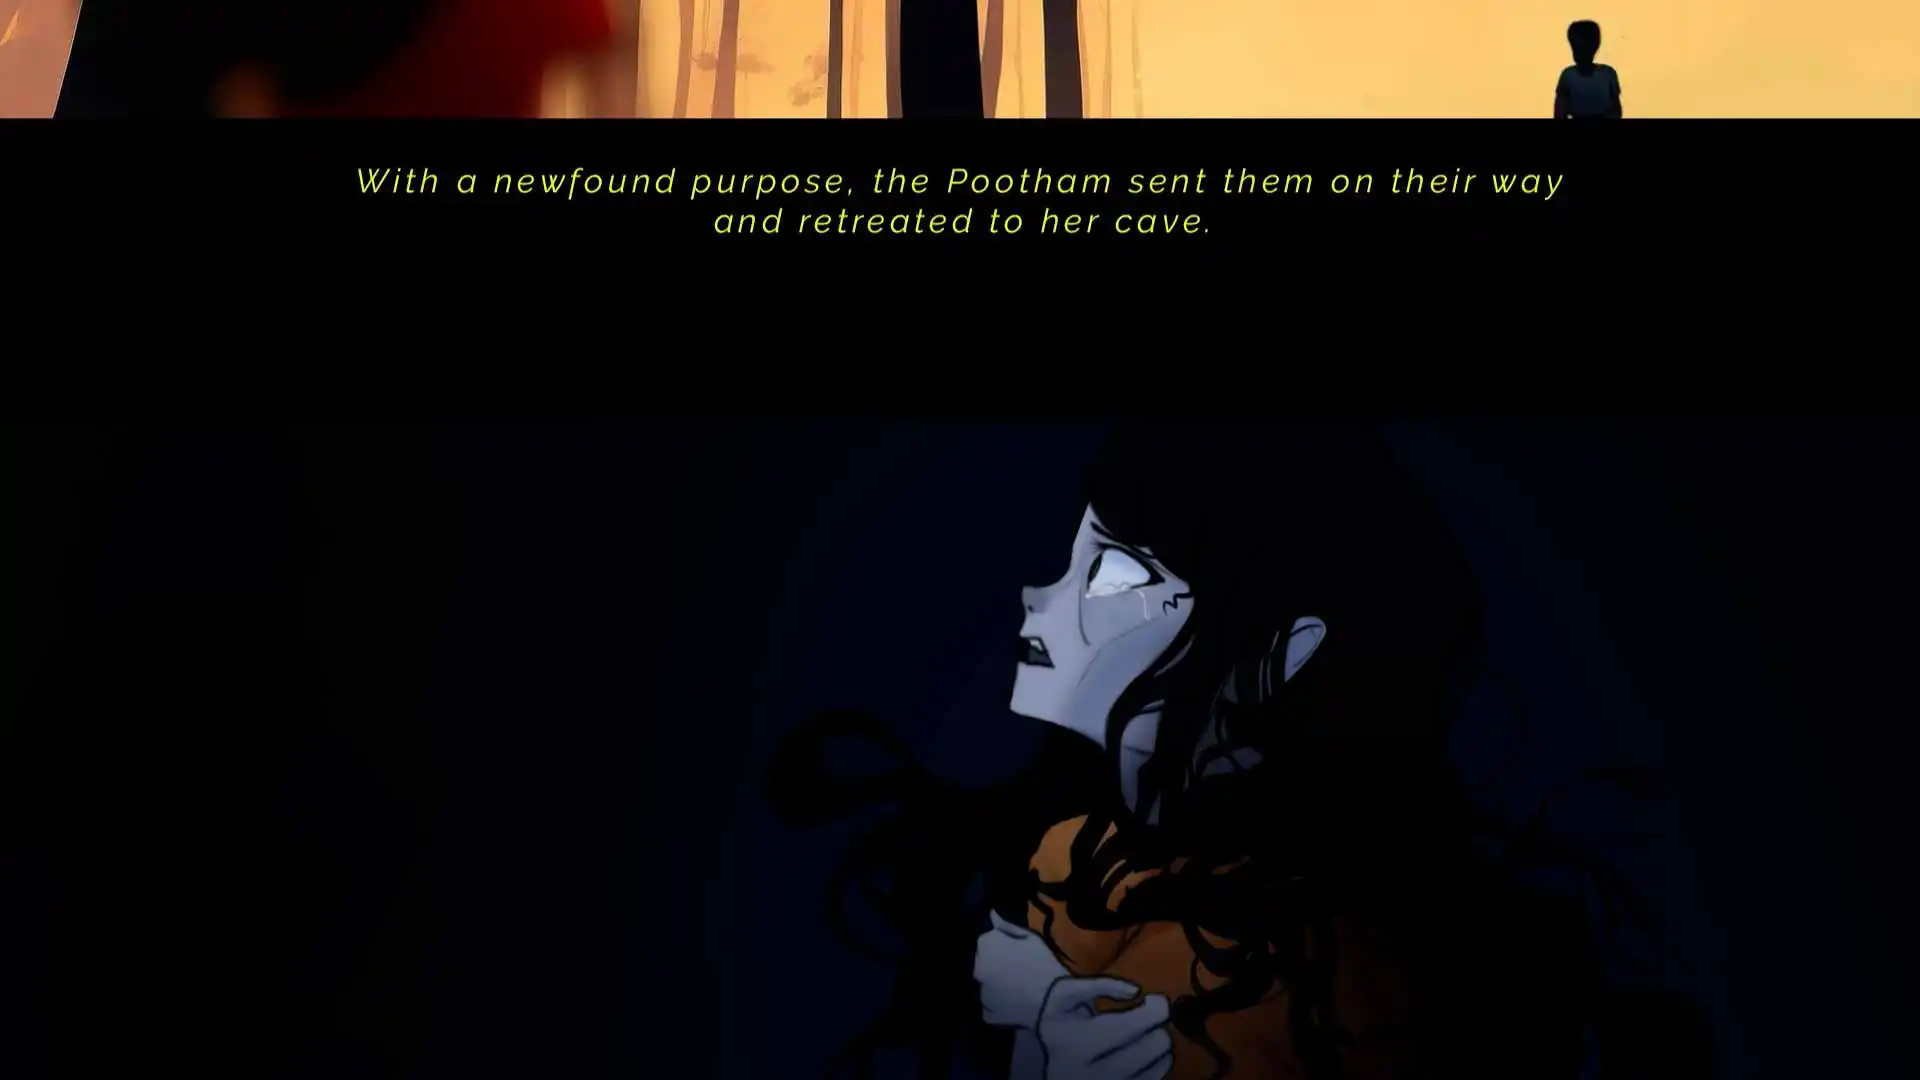 With a newfound purpose, the Pootham sent them on their way
and retreated to her cave.